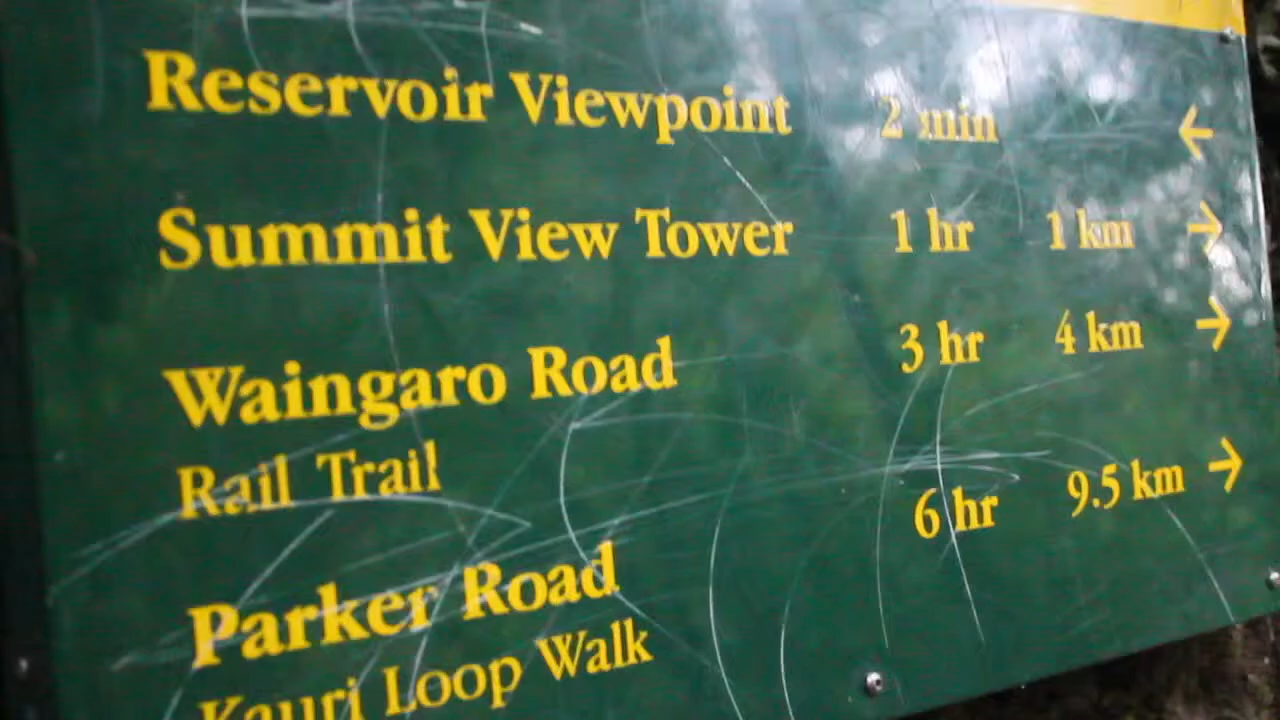 Reservoir Viewpoint 2 min ←
Summit View Tower 1 hr 1 km →
Waingaro Road 3 hr 4 km →
Rail Trail
Parker Road 6 hr 9.5 km →
Kauri Loop Walk